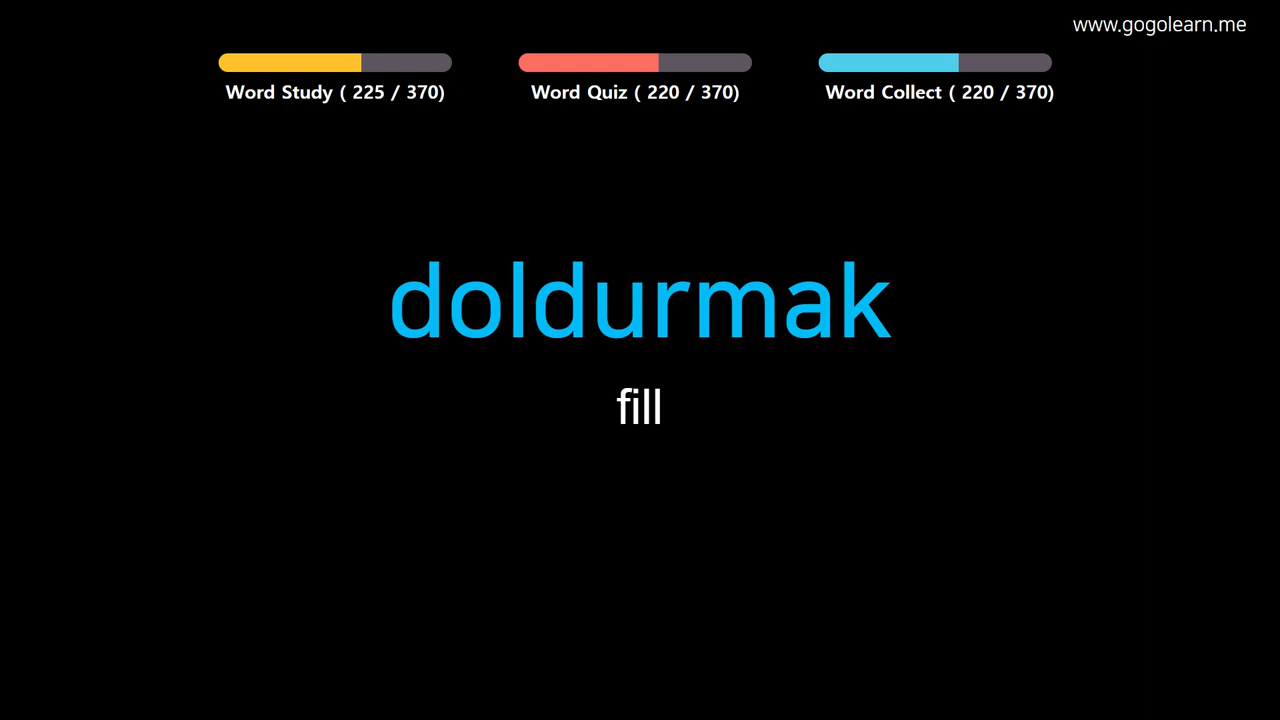 www.gogolearn.me
Word Study ( 225 / 370)
Word Quiz ( 220 / 370)
Word Collect ( 220 / 370)
doldurmak
fill